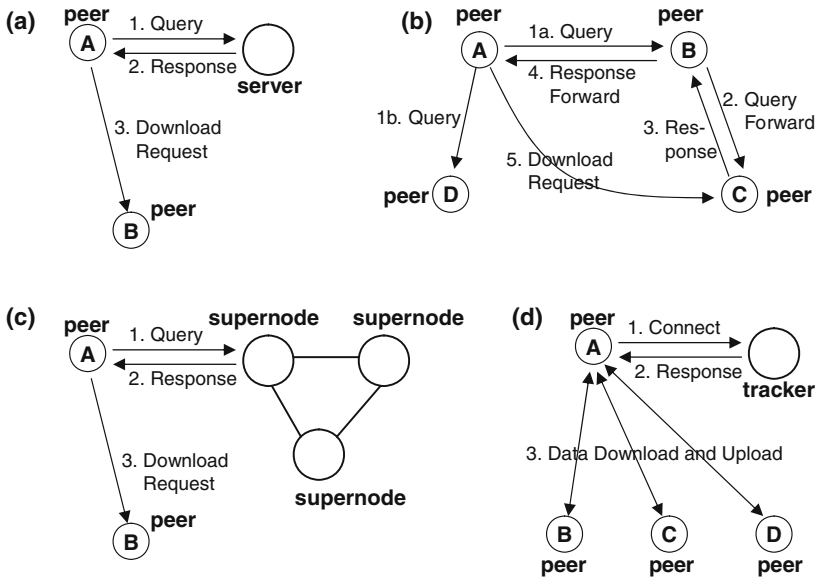 (a)
peer
A
1. Query
2. Response
server
3. Download
Request
peer
B
(b)
peer
A
1a. Query
peer
B
4. Response
Forward
1b. Query
2. Query
Forward
3. Res-
ponse
5. Download
Request
peer D
C peer
(c)
peer
A
1. Query
2. Response
supernode
supernode
supernode
3. Download
Request
peer
B
(d)
peer
A
1. Connect
2. Response
tracker
3. Data Download and Upload
B
peer
C
peer
D
peer